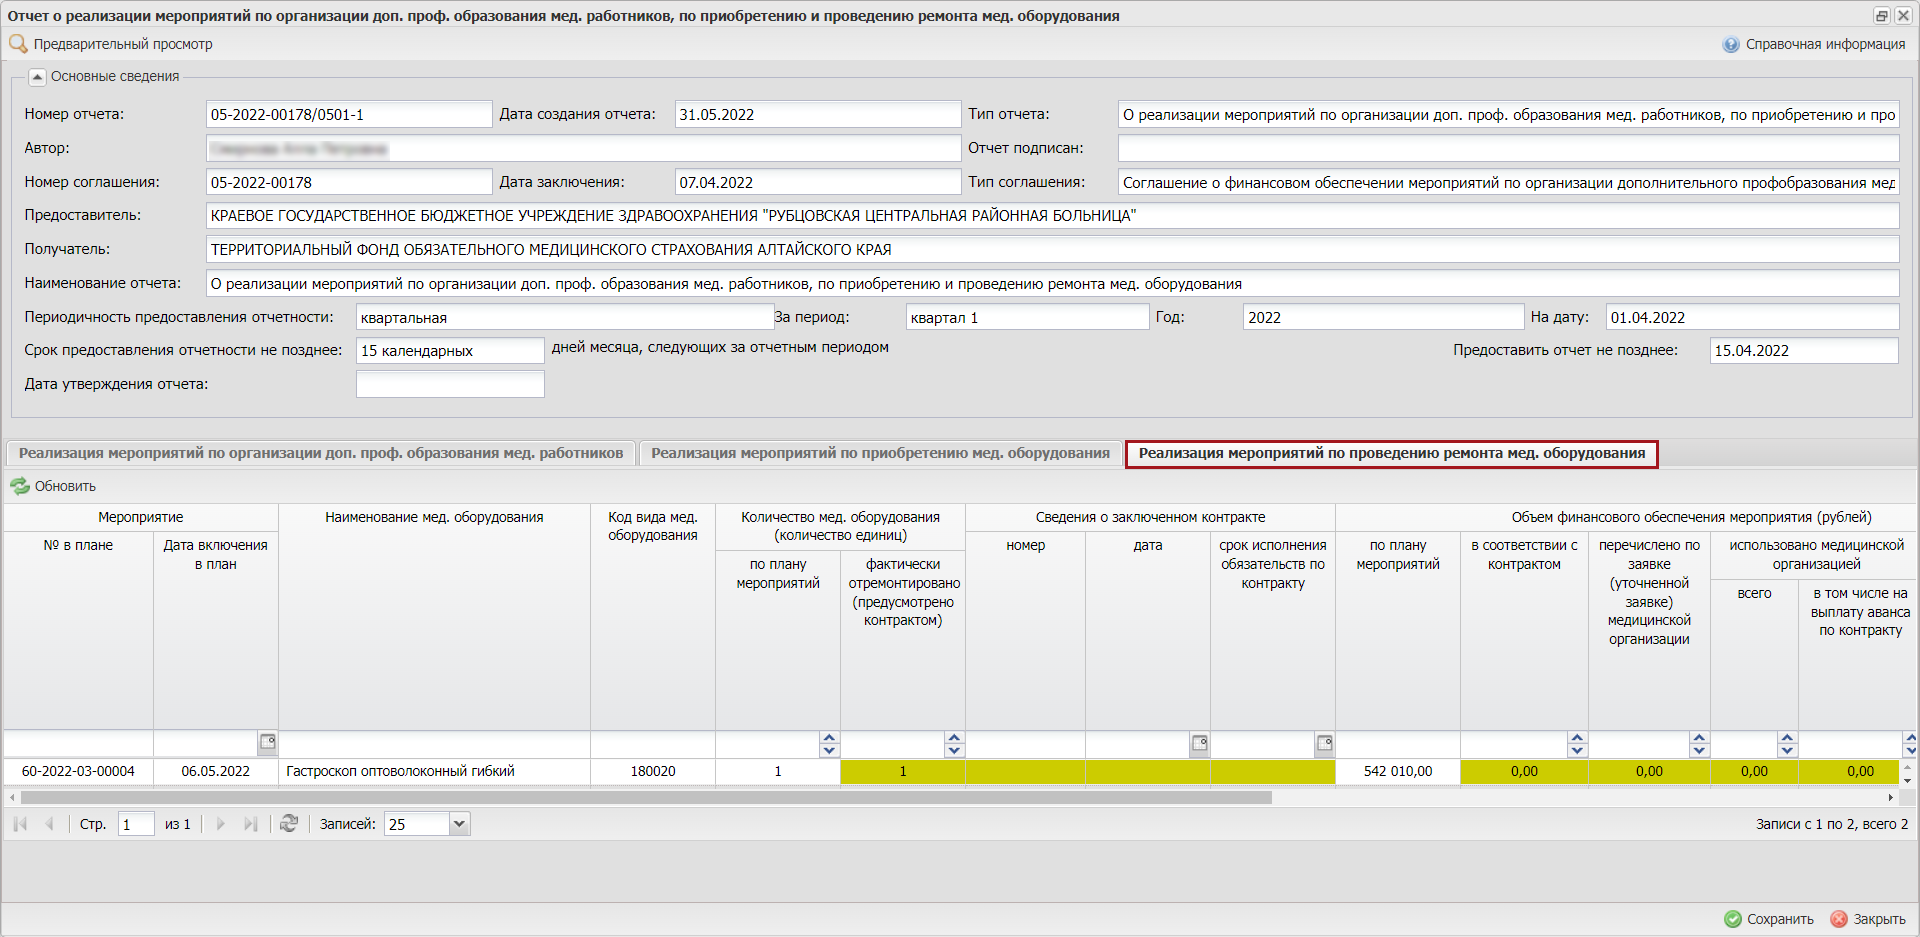 Отчет о реализации мероприятий по организации доп. проф. образования мед. работников, по приобретению и проведению ремонта мед. оборудования
Предварительный просмотр
Справочная информация
Основные сведения
Номер отчета: 05-2022-00178/0501-1 Дата создания отчета: 31.05.2022 Тип отчета: О реализации мероприятий по организации доп. проф. образования мед. работников, по приобретению и про
Автор: Отчет подписан:
Номер соглашения: 05-2022-00178 Дата заключения: 07.04.2022 Тип соглашения: Соглашение о финансовом обеспечении мероприятий по организации дополнительного профобразования мед
Предоставитель: КРАЕВОЕ ГОСУДАРСТВЕННОЕ БЮДЖЕТНОЕ УЧРЕЖДЕНИЕ ЗДРАВООХРАНЕНИЯ "РУБЦОВСКАЯ ЦЕНТРАЛЬНАЯ РАЙОННАЯ БОЛЬНИЦА"
Получатель: ТЕРРИТОРИАЛЬНЫЙ ФОНД ОБЯЗАТЕЛЬНОГО МЕДИЦИНСКОГО СТРАХОВАНИЯ АЛТАЙСКОГО КРАЯ
Наименование отчета: О реализации мероприятий по организации доп. проф. образования мед. работников, по приобретению и проведению ремонта мед. оборудования
Периодичность предоставления отчетности: квартальная За период: квартал 1 Год: 2022 На дату: 01.04.2022
Срок предоставления отчетности не позднее: 15 календарных дней месяца, следующих за отчетным периодом Предоставить отчет не позднее: 15.04.2022
Дата утверждения отчета:
Реализация мероприятий по организации доп. проф. образования мед. работников
Реализация мероприятий по приобретению мед. оборудования
Реализация мероприятий по проведению ремонта мед. оборудования
Обновить
Мероприятие
№ в плане
Дата включения
в план
Наименование мед. оборудования
Код вида мед.
оборудования
Количество мед. оборудования
(количество единиц)
по плану
мероприятий
фактически
отремонтировано
(предусмотрено
контрактом)
Сведения о заключенном контракте
номер
дата
срок исполнения
обязательств по
контракту
Объем финансового обеспечения мероприятия (рублей)
по плану
мероприятий
в соответствии с
контрактом
перечислено по
заявке
(уточненной
заявке)
медицинской
организации
использовано медицинской
организацией
всего
в том числе на
выплату аванса
по контракту
60-2022-03-00004 06.05.2022 Гастроскоп оптоволоконный гибкий 180020 1 1 542 010,00 0,00 0,00 0,00 0,00
Стр. 1 из 1 Записей: 25 Записи с 1 по 2, всего 2
Сохранить Закрыть